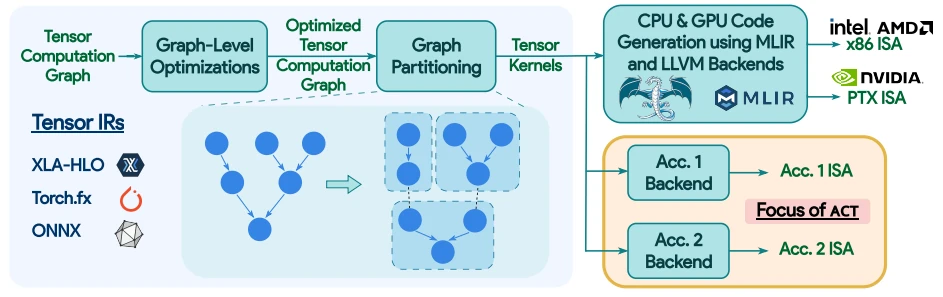 Tensor
Computation
Graph
Graph-Level
Optimizations
Optimized
Tensor
Computation
Graph
Graph
Partitioning
Tensor
Kernels
CPU & GPU Code
Generation using MLIR
and LLVM Backends
MLIR
intel AMD
x86 ISA
NVIDIA.
PTX ISA
Tensor IRs
XLA-HLO
Torch.fx
ONNX
Acc. 1
Backend
Acc. 1 ISA
Focus of ACT
Acc. 2
Backend
Acc. 2 ISA